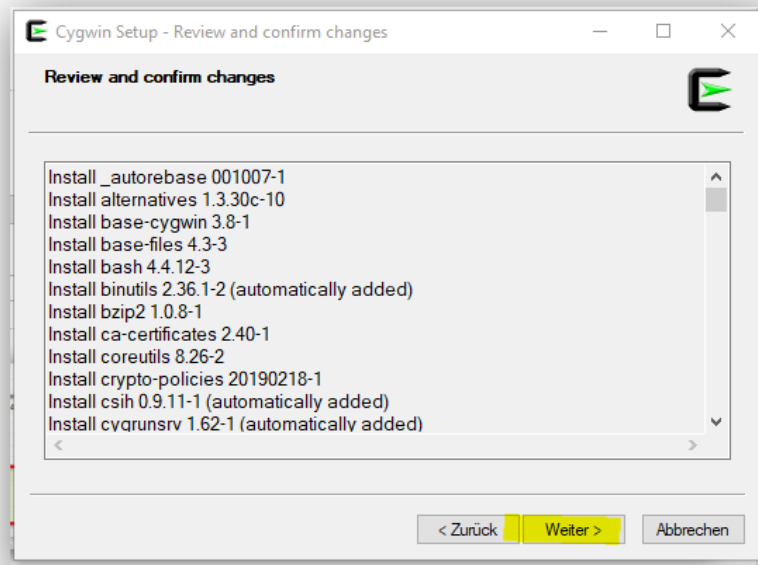 Cygwin Setup - Review and confirm changes
Review and confirm changes
Install _autorebase 001007-1
Install alternatives 1.3.30c-10
Install base-cygwin 3.8-1
Install base-files 4.3-3
Install bash 4.4.12-3
Install binutils 2.36.1-2 (automatically added)
Install bzip2 1.0.8-1
Install ca-certificates 2.40-1
Install coreutils 8.26-2
Install crypto-policies 20190218-1
Install csih 0.9.11-1 (automatically added)
Install cygrunsrv 1.62-1 (automatically added)
< Zurück Weiter > Abbrechen